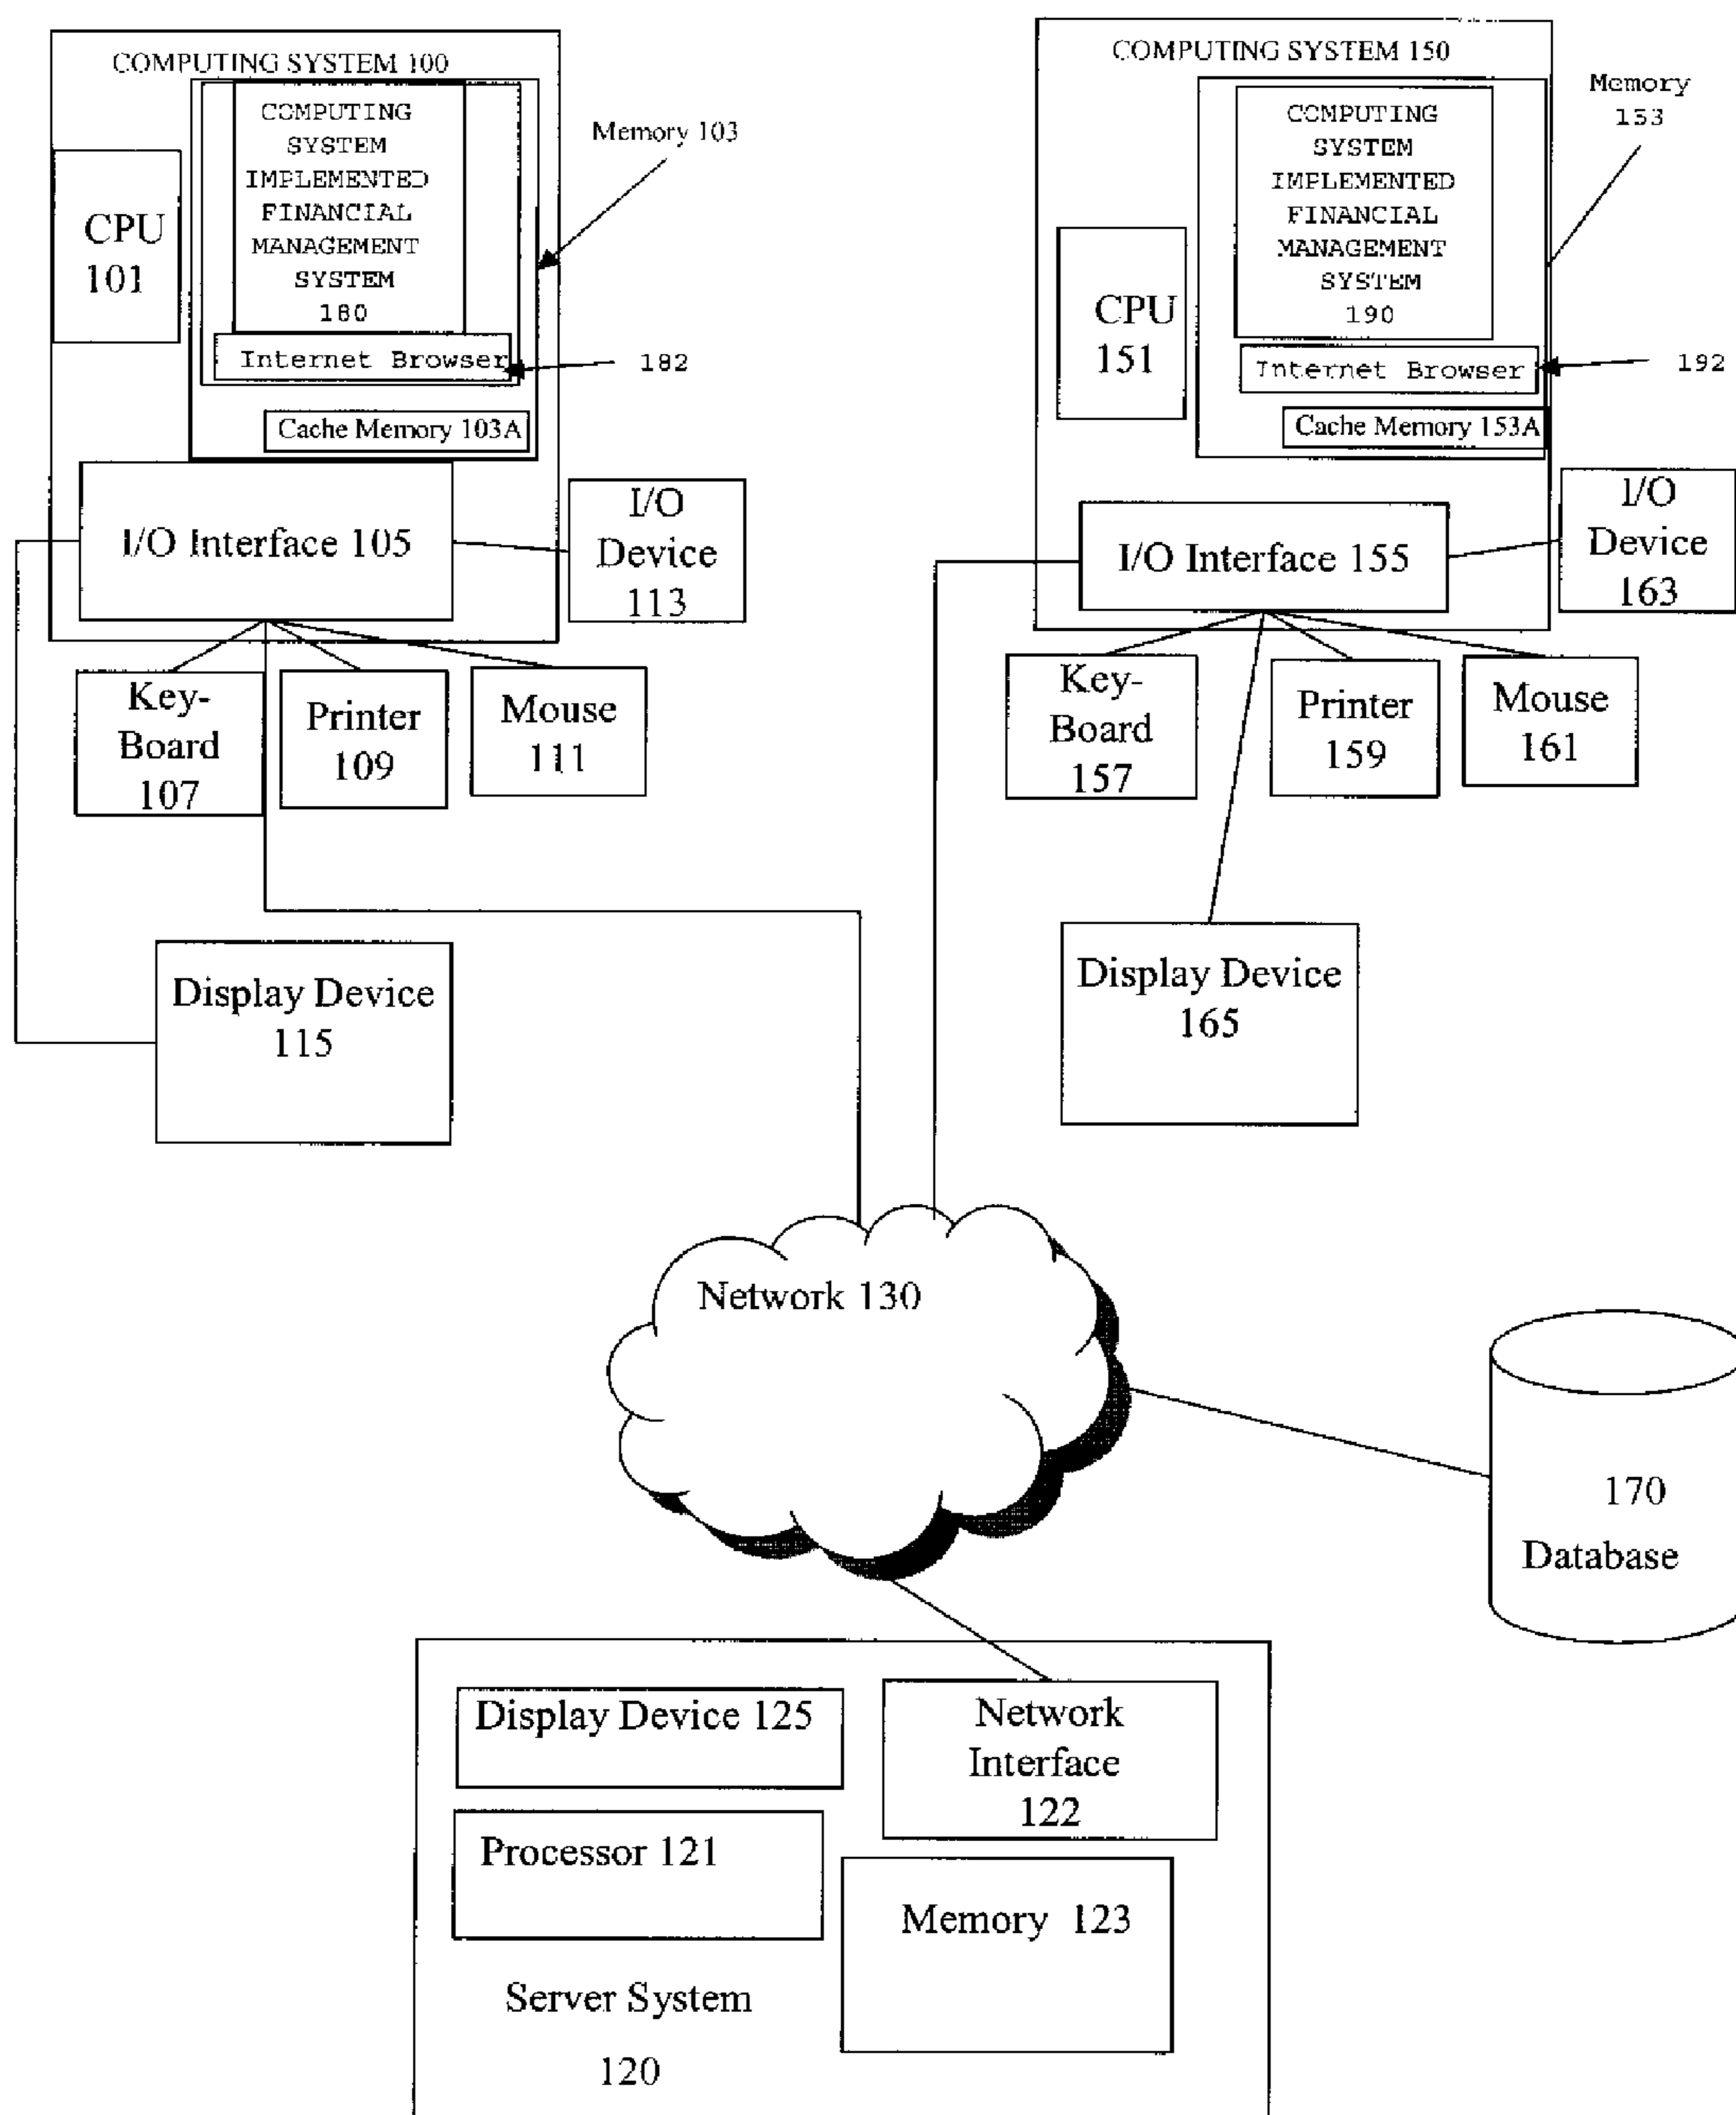 COMPUTING SYSTEM 100
COMPUTING
SYSTEM
IMPLEMENTED
FINANCIAL
MANAGEMENT
SYSTEM
180
Internet Browser
182
Cache Memory 103A
Memory 103
CPU
101
I/O Interface 105
I/O
Device
113
Key-
Board
107
Printer
109
Mouse
111
Display Device
115
COMPUTING SYSTEM 150
COMPUTING
SYSTEM
IMPLEMENTED
FINANCIAL
MANAGEMENT
SYSTEM
190
Internet Browser
192
Cache Memory 153A
Memory
153
CPU
151
I/O Interface 155
I/O
Device
163
Key-
Board
157
Printer
159
Mouse
161
Display Device
165
Network 130
170
Database
Display Device 125
Network
Interface
122
Processor 121
Memory 123
Server System
120